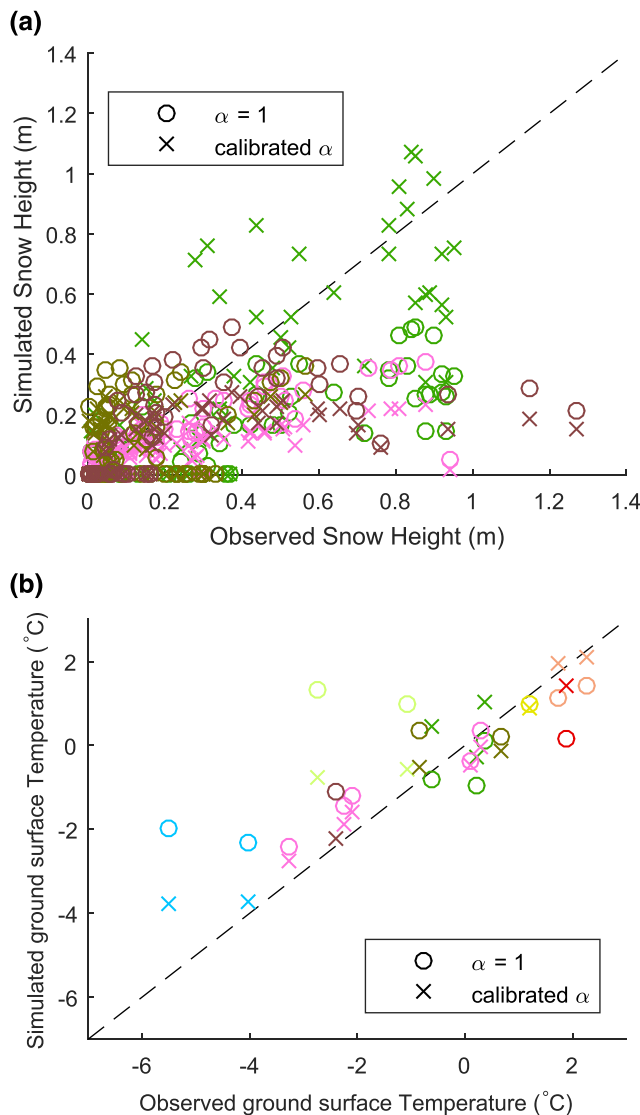 (a)
1.4
1.2
1
0.8
0.6
0.4
0.2
0
Simulated Snow Height (m)
α = 1
calibrated α
0 0.2 0.4 0.6 0.8 1 1.2 1.4
Observed Snow Height (m)
(b)
2
0
-2
-4
-6
Simulated ground surface Temperature (°C)
α = 1
calibrated α
-6 -4 -2 0 2
Observed ground surface Temperature (°C)